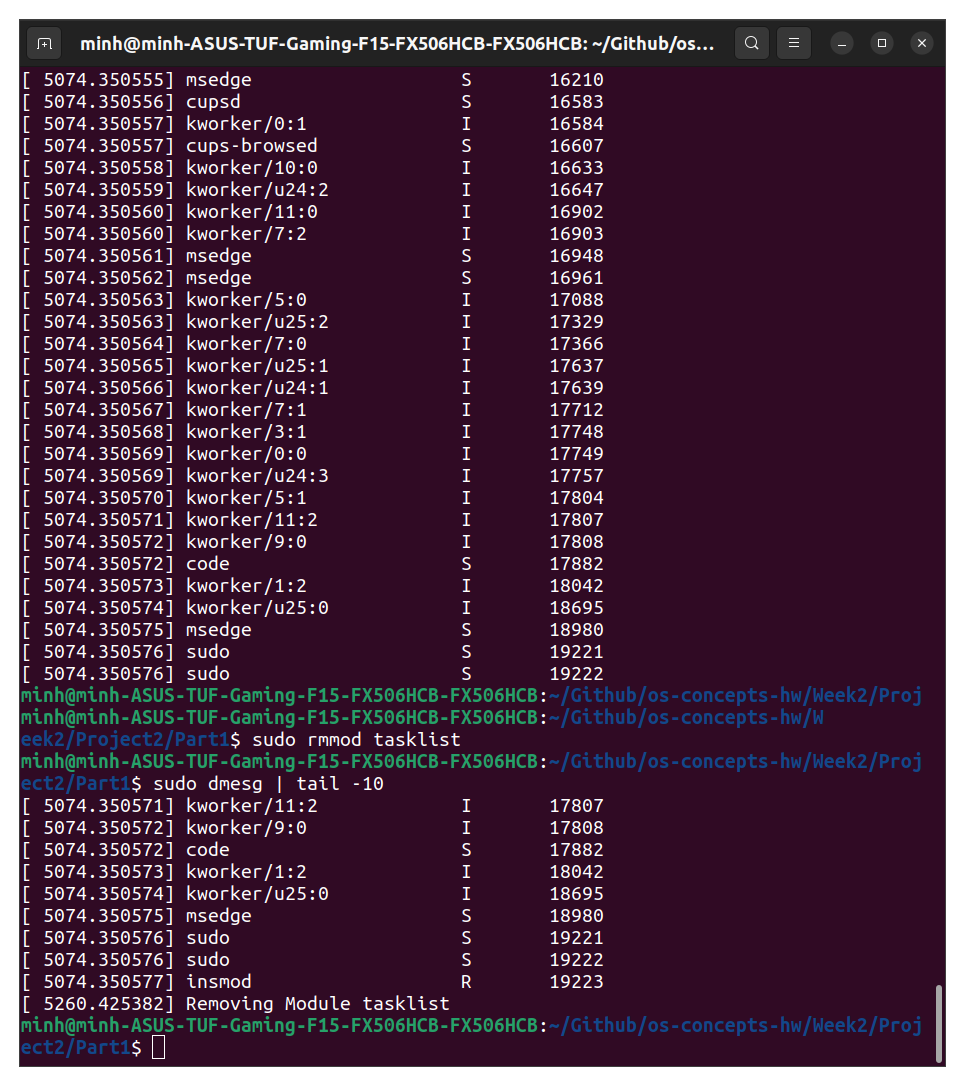 minh@minh-ASUS-TUF-Gaming-F15-FX506HCB-FX506HCB: ~/Github/os...
[ 5074.350555] msedge S 16210
[ 5074.350556] cupsd S 16583
[ 5074.350557] kworker/0:1 I 16584
[ 5074.350557] cups-browsed S 16607
[ 5074.350558] kworker/10:0 I 16633
[ 5074.350559] kworker/u24:2 I 16647
[ 5074.350560] kworker/11:0 I 16902
[ 5074.350560] kworker/7:2 I 16903
[ 5074.350561] msedge S 16948
[ 5074.350562] msedge S 16961
[ 5074.350563] kworker/5:0 I 17088
[ 5074.350563] kworker/u25:2 I 17329
[ 5074.350564] kworker/7:0 I 17366
[ 5074.350565] kworker/u25:1 I 17637
[ 5074.350566] kworker/u24:1 I 17639
[ 5074.350567] kworker/7:1 I 17712
[ 5074.350568] kworker/3:1 I 17748
[ 5074.350569] kworker/0:0 I 17749
[ 5074.350569] kworker/u24:3 I 17757
[ 5074.350570] kworker/5:1 I 17804
[ 5074.350571] kworker/11:2 I 17807
[ 5074.350572] kworker/9:0 I 17808
[ 5074.350572] code S 17882
[ 5074.350573] kworker/1:2 I 18042
[ 5074.350574] kworker/u25:0 I 18695
[ 5074.350575] msedge S 18980
[ 5074.350576] sudo S 19221
[ 5074.350576] sudo S 19222
minh@minh-ASUS-TUF-Gaming-F15-FX506HCB-FX506HCB:~/Github/os-concepts-hw/Week2/Proj
minh@minh-ASUS-TUF-Gaming-F15-FX506HCB-FX506HCB:~/Github/os-concepts-hw/W
eek2/Project2/Part1$ sudo rmmod tasklist
minh@minh-ASUS-TUF-Gaming-F15-FX506HCB-FX506HCB:~/Github/os-concepts-hw/Week2/Proj
ect2/Part1$ sudo dmesg | tail -10
[ 5074.350571] kworker/11:2 I 17807
[ 5074.350572] kworker/9:0 I 17808
[ 5074.350572] code S 17882
[ 5074.350573] kworker/1:2 I 18042
[ 5074.350574] kworker/u25:0 I 18695
[ 5074.350575] msedge S 18980
[ 5074.350576] sudo S 19221
[ 5074.350576] sudo S 19222
[ 5074.350577] insmod R 19223
[ 5260.425382] Removing Module tasklist
minh@minh-ASUS-TUF-Gaming-F15-FX506HCB-FX506HCB:~/Github/os-concepts-hw/Week2/Proj
ect2/Part1$